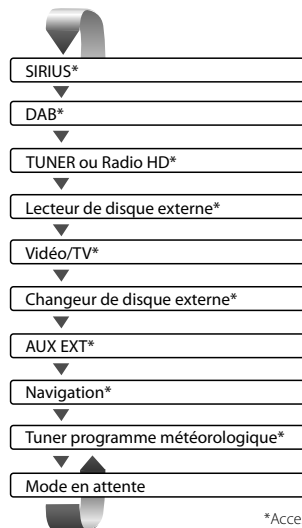 SIRIUS*
DAB*
TUNER ou Radio HD*
Lecteur de disque externe*
Vidéo/TV*
Changeur de disque externe*
AUX EXT*
Navigation*
Tuner programme météorologique*
Mode en attente